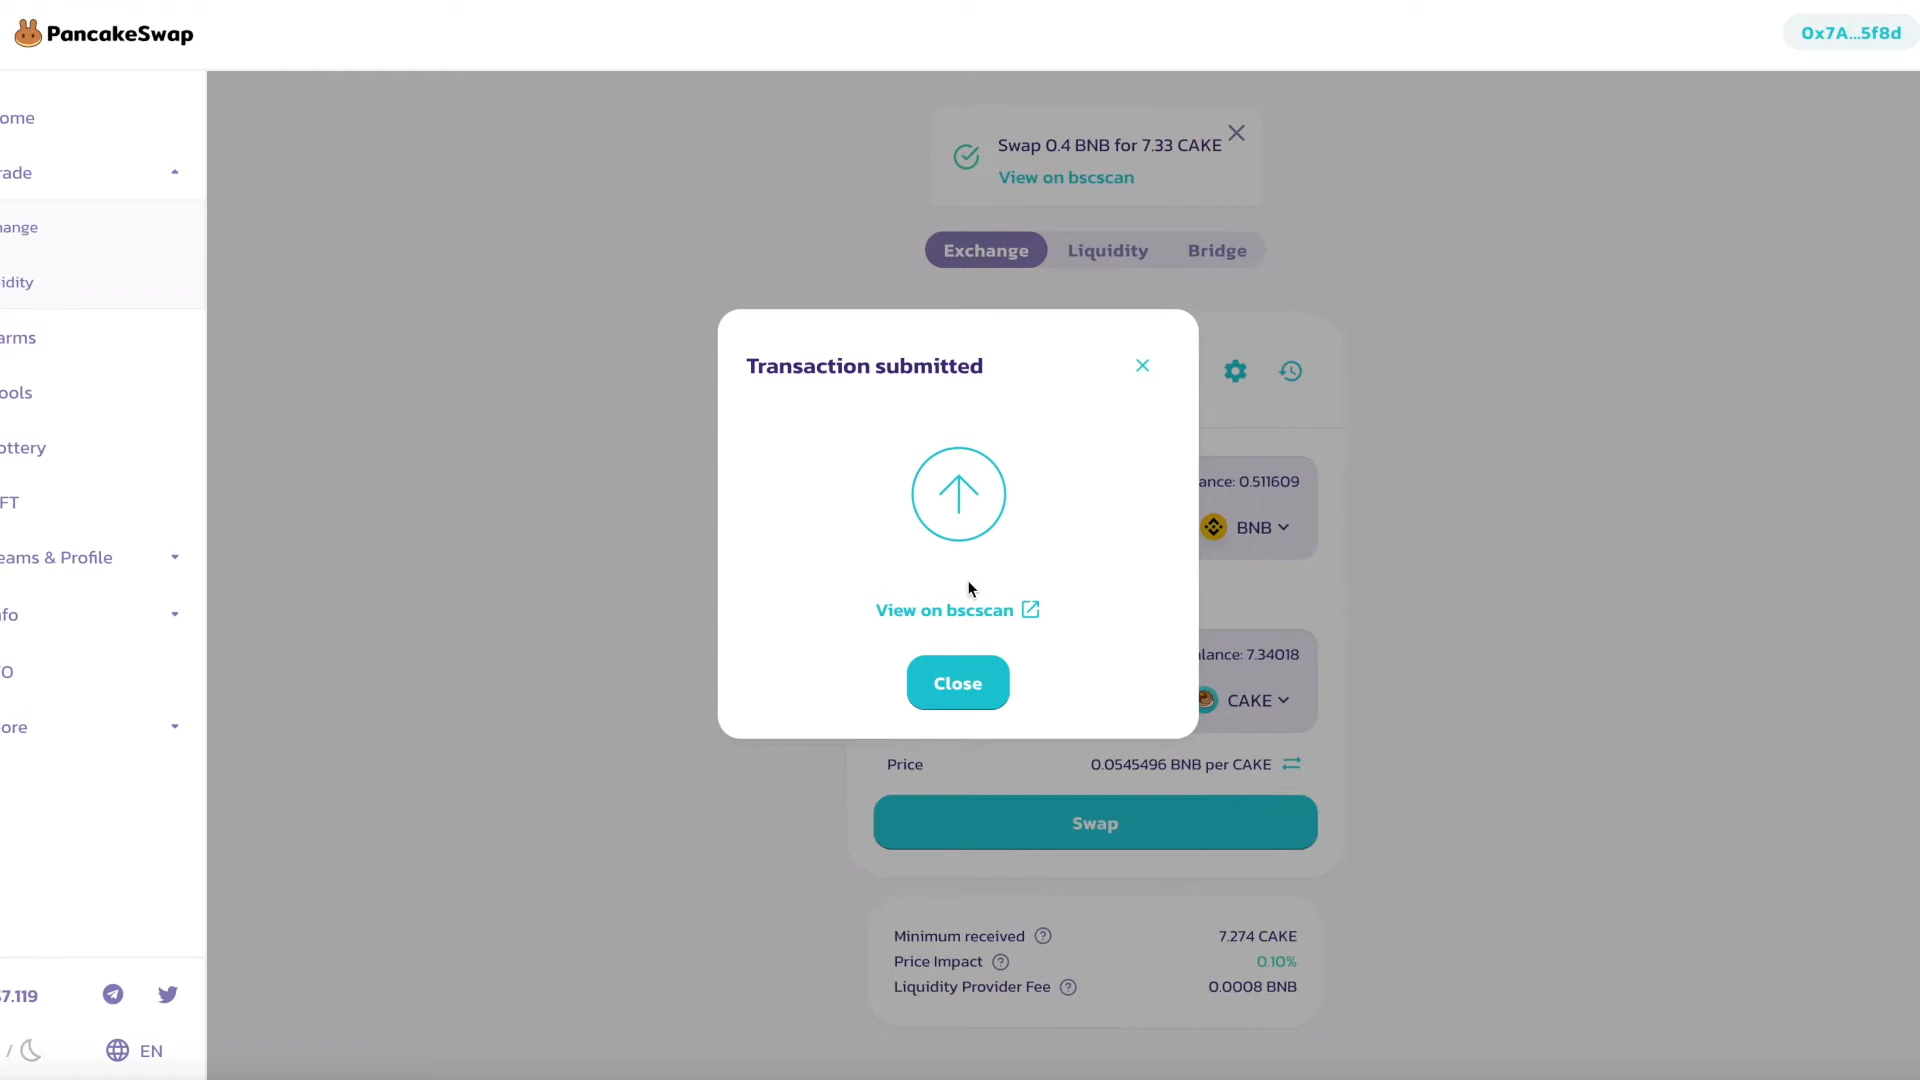 PancakeSwap
0x7A...5f8d
ome
rade
hange
idity
arms
ools
ottery
FT
eams & Profile
fo
O
ore
7.119
/
EN
Swap 0.4 BNB for 7.33 CAKE
View on bscscan
Exchange Liquidity Bridge
Transaction submitted
View on bscscan
Close
ance: 0.511609
BNB
lance: 7.34018
CAKE
Price 0.0545496 BNB per CAKE
Swap
Minimum received ? 7.274 CAKE
Price Impact ? 0.10%
Liquidity Provider Fee ? 0.0008 BNB